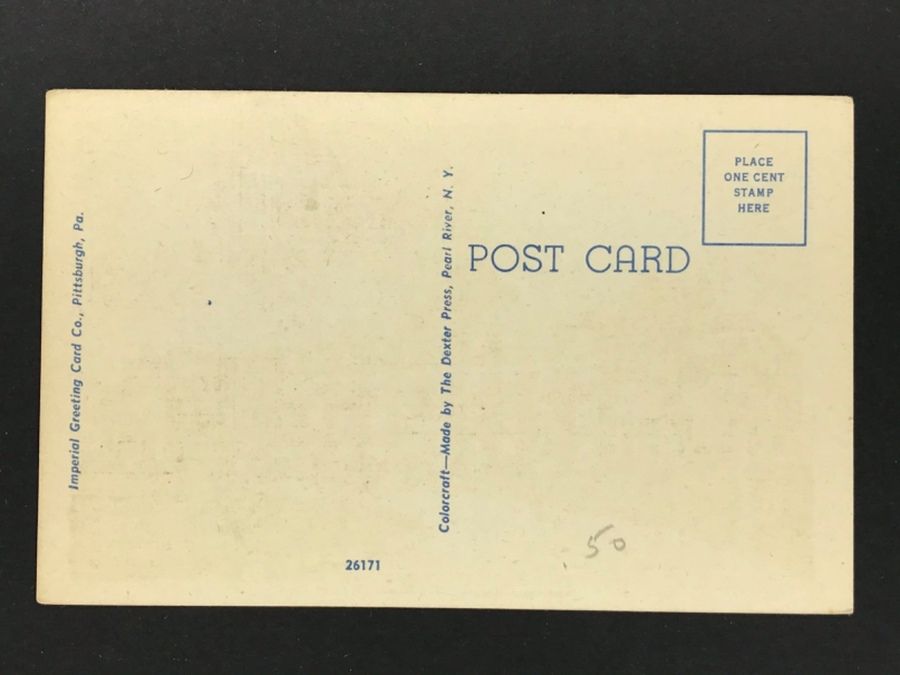 Imperial Greeting Card Co., Pittsburgh, Pa.
Colorcraft—Made by The Dexter Press, Pearl River, N. Y.
POST CARD
PLACE
ONE CENT
STAMP
HERE
26171
50